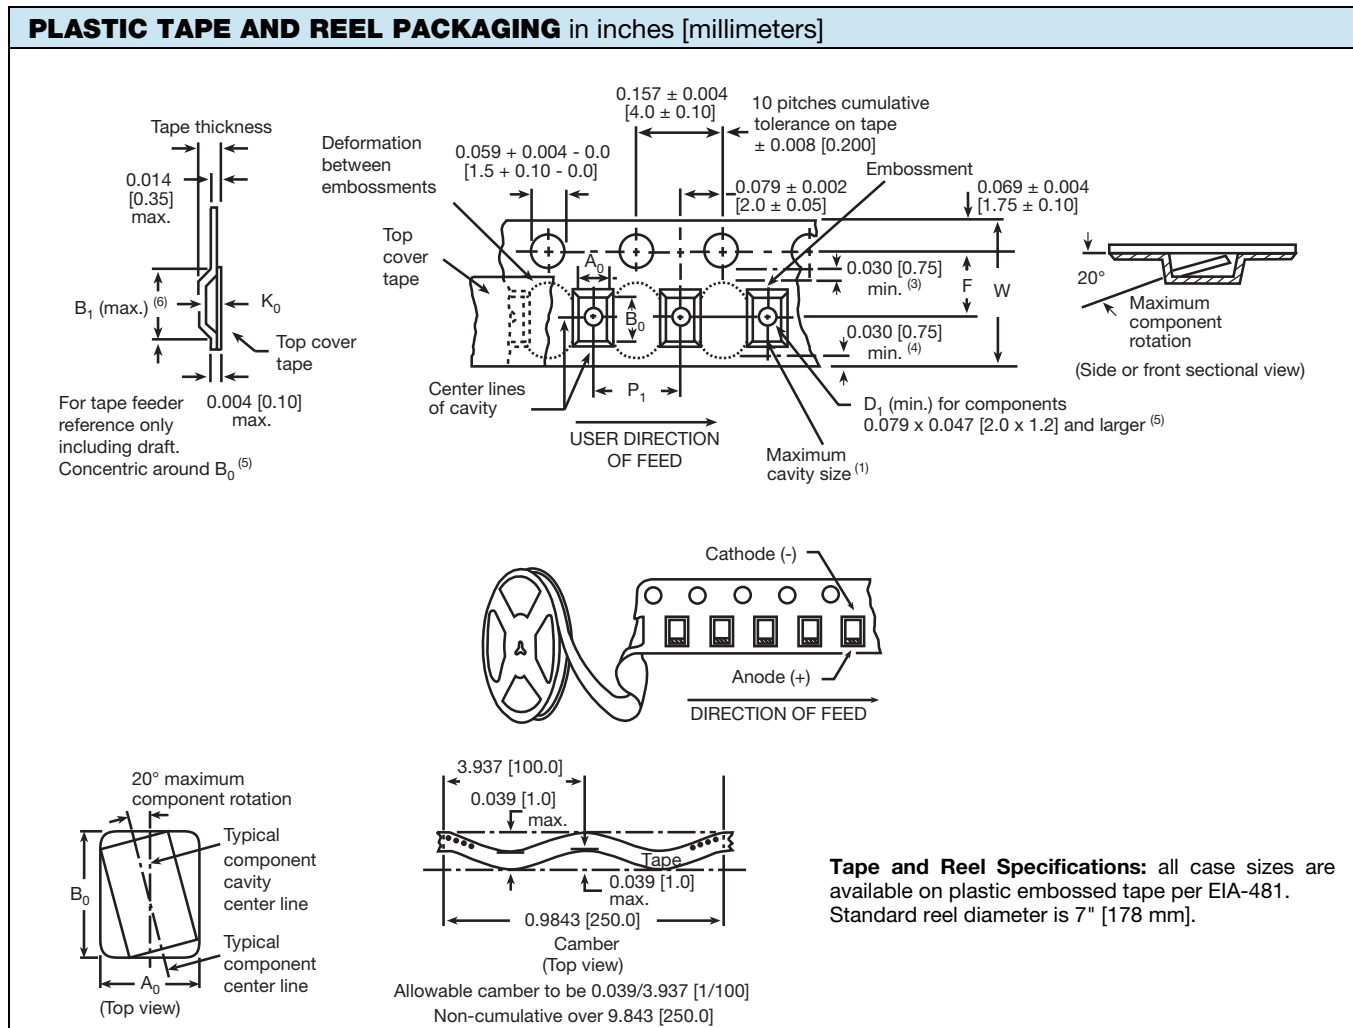 PLASTIC TAPE AND REEL PACKAGING in inches [millimeters]
Tape thickness
0.014
[0.35]
max.
B1 (max.) (6)
K0
Top cover
tape
For tape feeder
reference only
including draft.
Concentric around B0 (5)
0.004 [0.10]
max.
Deformation
between
embossments
Top
cover
tape
0.059 + 0.004 - 0.0
[1.5 + 0.10 - 0.0]
0.157 ± 0.004
[4.0 ± 0.10]
10 pitches cumulative
tolerance on tape
± 0.008 [0.200]
Embossment
0.079 ± 0.002
[2.0 ± 0.05]
0.069 ± 0.004
[1.75 ± 0.10]
A0
B0
0.030 [0.75]
min. (3)
F
W
0.030 [0.75]
min. (4)
Center lines
of cavity
P1
USER DIRECTION
OF FEED
D1 (min.) for components
0.079 x 0.047 [2.0 x 1.2] and larger (5)
Maximum
cavity size (1)
20°
Maximum
component
rotation
(Side or front sectional view)
Cathode (-)
Anode (+)
DIRECTION OF FEED
20° maximum
component rotation
Typical
component
cavity
center line
B0
Typical
component
center line
A0
(Top view)
3.937 [100.0]
0.039 [1.0]
max.
Tape
0.039 [1.0]
max.
0.9843 [250.0]
Camber
(Top view)
Allowable camber to be 0.039/3.937 [1/100]
Non-cumulative over 9.843 [250.0]
Tape and Reel Specifications: all case sizes are
available on plastic embossed tape per EIA-481.
Standard reel diameter is 7" [178 mm].